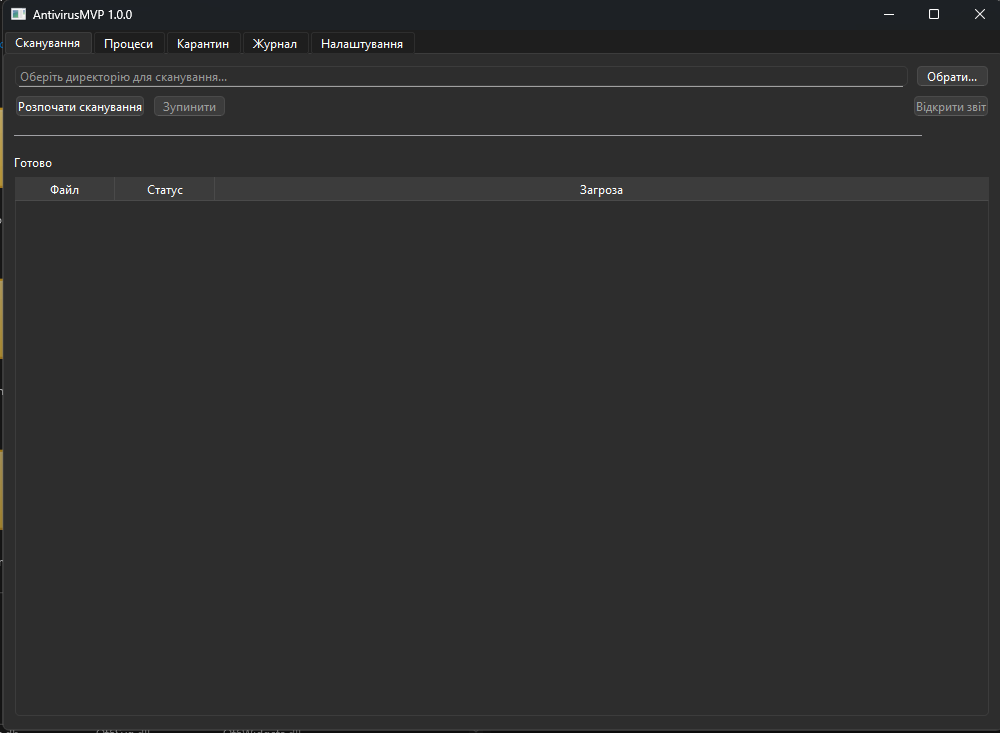 AntivirusMVP 1.0.0
Сканування Процеси Карантин Журнал Налаштування
Оберіть директорію для сканування... Обрати...
Розпочати сканування Зупинити Відкрити звіт
Готово
Файл Статус Загроза